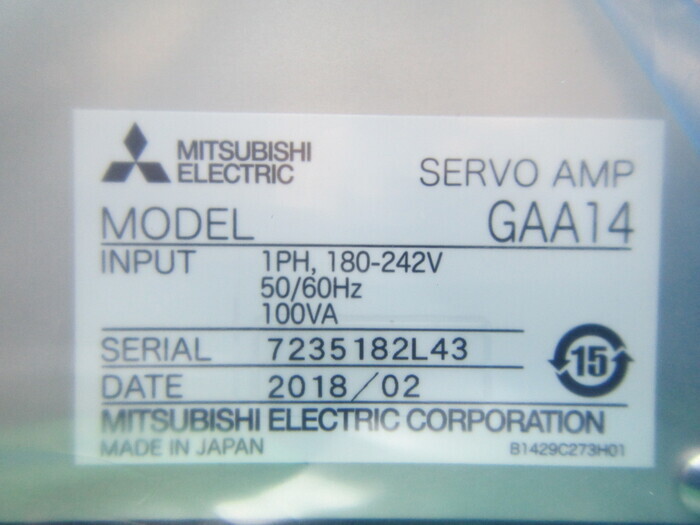 MITSUBISHI
ELECTRIC
SERVO AMP
MODEL GAA14
INPUT 1PH, 180-242V
50/60Hz
100VA
SERIAL 7235182L43
15
DATE 2018/02
MITSUBISHI ELECTRIC CORPORATION
MADE IN JAPAN B1429C273H01